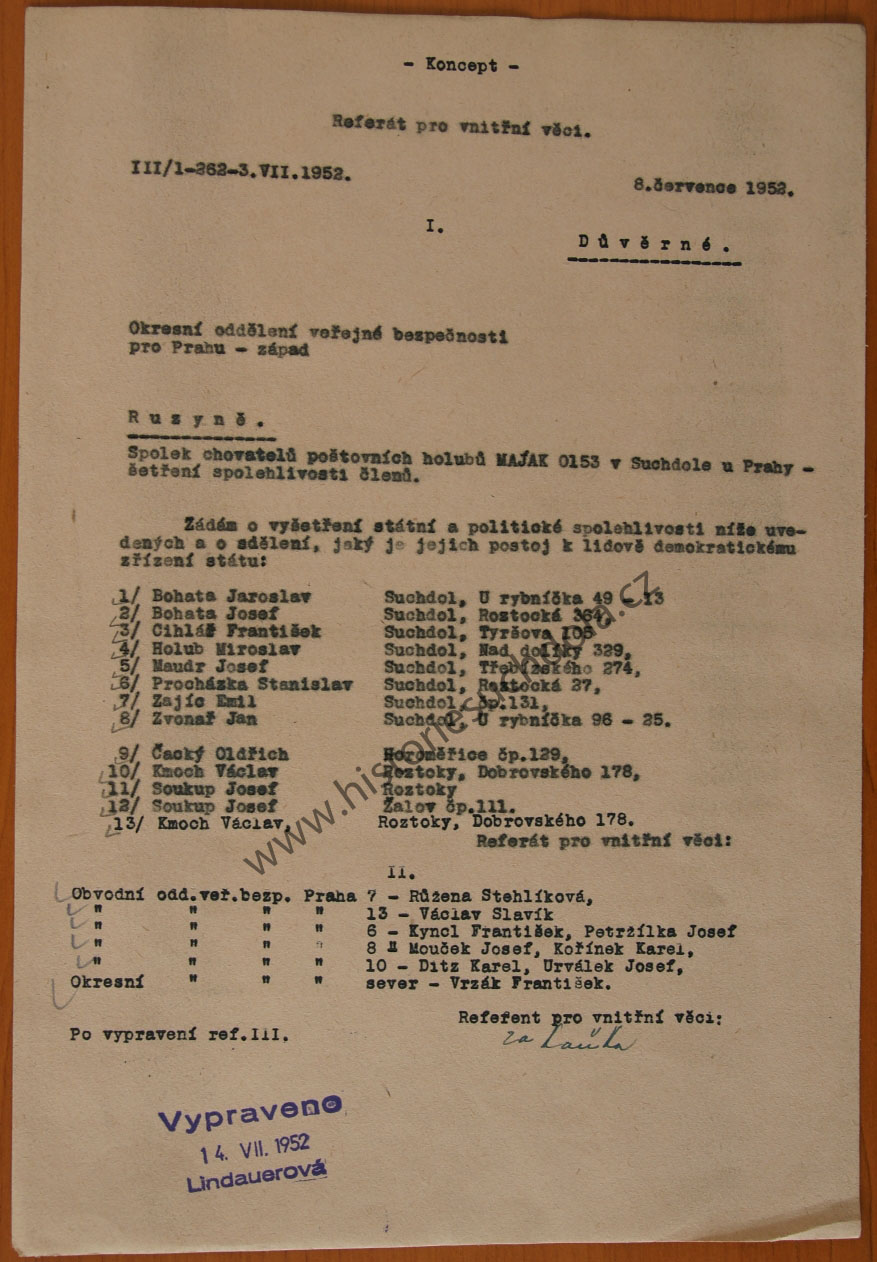 - Koncept -
Referát pro vnitřní věci.
III/1-262-3.VII.1952.
8.července 1952.
I.
Důvěrné.
Okresní oddělení veřejné bezpečnosti
pro Prahu - západ
Ruzyně.
Spolek chovatelů poštovních holubů MAJAK 0153 v Suchdole u Prahy -
šetření spolehlivosti členů.
Žádám o vyšetření státní a politické spolehlivosti níže uve-
dených a o sdělení, jaký je jejich postoj k lidově demokratickému
zřízení státu:
1/ Bohata Jaroslav Suchdol, U rybníčka 49 - 13
2/ Bohata Josef Suchdol, Roztocká 364,
3/ Cihlář František Suchdol, Tyršova
4/ Holub Miroslav Suchdol, Nad dolíky 329,
5/ Maudr Josef Suchdol, Třebízského 274,
6/ Procházka Stanislav Suchdol, Roztocká 27,
7/ Zajíc Emil Suchdol, čp.131,
8/ Zvonař Jan Suchdol, U rybníčka 96 - 25.
9/ Čacký Oldřich Horoměřice čp.129,
10/ Kmoch Václav Roztoky, Dobrovského 178,
11/ Soukup Josef Roztoky
12/ Soukup Josef Žalov čp.111.
13/ Kmoch Václav, Roztoky, Dobrovského 178.
Referát pro vnitřní věci:
II.
Obvodní odd.veř.bezp. Praha 7 - Růžena Stehlíková,
" " " " 13 - Václav Slavík
" " " " 6 - Kyncl František, Petržílka Josef
" " " " 8 - Mouček Josef, Kořínek Karel,
" " " " 10 - Ditz Karel, Urválek Josef,
Okresní " " " sever - Vrzák František.
Referent pro vnitřní věci:
za
Po vypravení ref.III.
Vypraveno
14. VII. 1952
Lindauerová